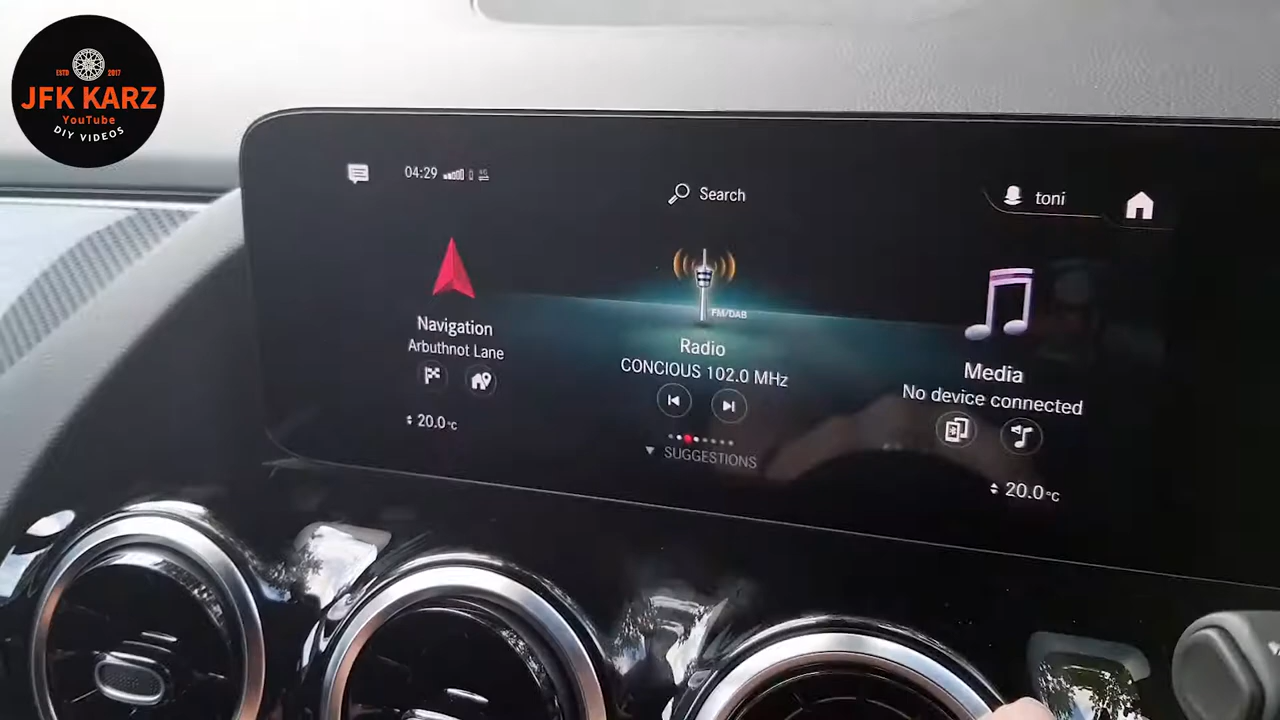 ESTD 2017
JFK KARZ
YouTube
DIY VIDEOS
04:29 4G
Search
toni
Navigation
Arbuthnot Lane
20.0°C
FM/DAB
Radio
CONCIOUS 102.0 MHz
SUGGESTIONS
Media
No device connected
20.0°C